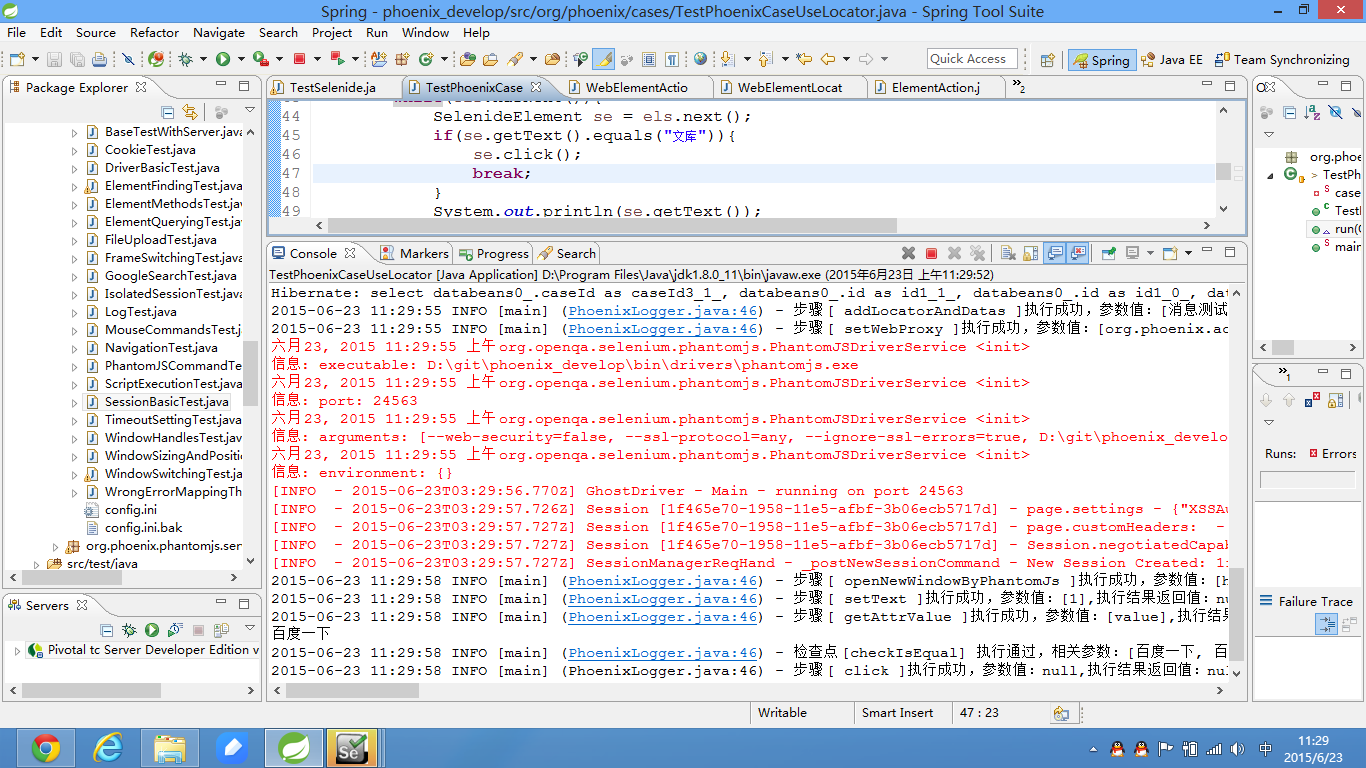 Spring - phoenix_develop/src/org/phoenix/cases/TestPhoenixCaseUseLocator.java - Spring Tool Suite
File Edit Source Refactor Navigate Search Project Run Window Help
Quick Access
Spring Java EE Team Synchronizing
Package Explorer
BaseTestWithServer.java
CookieTest.java
DriverBasicTest.java
ElementFindingTest.java
ElementMethodsTest.jav
ElementQueryingTest.jav
FileUploadTest.java
FrameSwitchingTest.java
GoogleSearchTest.java
IsolatedSessionTest.java
LogTest.java
MouseCommandsTest.j
NavigationTest.java
PhantomJSCommandTe
ScriptExecutionTest.java
SessionBasicTest.java
TimeoutSettingTest.java
WindowHandlesTest.java
WindowSizingAndPositic
WindowSwitchingTest.ja
WrongErrorMappingTh
config.ini
config.ini.bak
org.phoenix.phantomjs.ser
src/test/java
Servers
Pivotal tc Server Developer Edition v
TestSelenide.ja TestPhoenixCase WebElementActio WebElementLocat ElementAction.j »2
44 SelenideElement se = els.next();
45 if(se.getText().equals("文库")){
46 se.click();
47 break;
48 }
49 System.out.println(se.getText());
Console Markers Progress Search
TestPhoenixCaseUseLocator [Java Application] D:\Program Files\Java\jdk1.8.0_11\bin\javaw.exe (2015年6月23日 上午11:29:52)
Hibernate: select databeans0_.caseId as caseId3_1_, databeans0_.id as id1_1_, databeans0_.id as id1_0_, dat
2015-06-23 11:29:55 INFO [main] (PhoenixLogger.java:46) - 步骤[ addLocatorAndDatas ]执行成功，参数值：[消息测试
2015-06-23 11:29:55 INFO [main] (PhoenixLogger.java:46) - 步骤[ setWebProxy ]执行成功，参数值：[org.phoenix.ac
六月23, 2015 11:29:55 上午org.openqa.selenium.phantomjs.PhantomJSDriverService <init>
信息: executable: D:\git\phoenix_develop\bin\drivers\phantomjs.exe
六月23, 2015 11:29:55 上午org.openqa.selenium.phantomjs.PhantomJSDriverService <init>
信息: port: 24563
六月23, 2015 11:29:55 上午org.openqa.selenium.phantomjs.PhantomJSDriverService <init>
信息: arguments: [--web-security=false, --ssl-protocol=any, --ignore-ssl-errors=true, D:\git\phoenix_develo
六月23, 2015 11:29:55 上午org.openqa.selenium.phantomjs.PhantomJSDriverService <init>
信息: environment: {}
[INFO  - 2015-06-23T03:29:56.770Z] GhostDriver - Main - running on port 24563
[INFO  - 2015-06-23T03:29:57.726Z] Session [1f465e70-1958-11e5-afbf-3b06ecb5717d] - page.settings - {"XSSAu
[INFO  - 2015-06-23T03:29:57.727Z] Session [1f465e70-1958-11e5-afbf-3b06ecb5717d] - page.customHeaders:  -
[INFO  - 2015-06-23T03:29:57.727Z] Session [1f465e70-1958-11e5-afbf-3b06ecb5717d] - Session.negotiatedCapab
[INFO  - 2015-06-23T03:29:57.727Z] SessionManagerReqHand - _postNewSessionCommand - New Session Created: 1f
2015-06-23 11:29:58 INFO [main] (PhoenixLogger.java:46) - 步骤[ openNewWindowByPhantomJs ]执行成功，参数值：[h
2015-06-23 11:29:58 INFO [main] (PhoenixLogger.java:46) - 步骤[ setText ]执行成功，参数值：[1],执行结果返回值：nu
2015-06-23 11:29:58 INFO [main] (PhoenixLogger.java:46) - 步骤[ getAttrValue ]执行成功，参数值：[value],执行结果
百度一下
2015-06-23 11:29:58 INFO [main] (PhoenixLogger.java:46) - 检查点[checkIsEqual] 执行通过，相关参数：[百度一下, 百
2015-06-23 11:29:58 INFO [main] (PhoenixLogger.java:46) - 步骤[ click ]执行成功，参数值：null,执行结果返回值：nul
org.phoe
> TestPh
case
TestI
run(
main
»1
Runs: Errors
Failure Trace
Writable Smart Insert 47 : 23
Se
中
11:29
2015/6/23